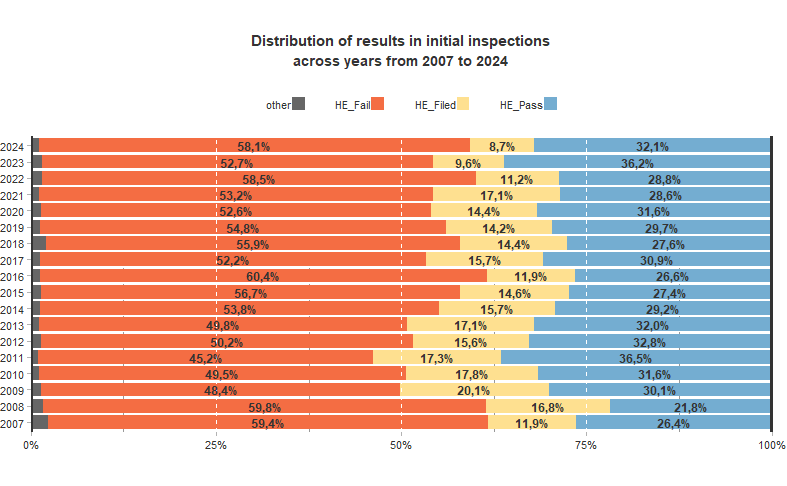 Distribution of results in initial inspections
across years from 2007 to 2024
other HE_Fail HE_Filed HE_Pass
2024 58,1% 8,7% 32,1%
2023 52,7% 9,6% 36,2%
2022 58,5% 11,2% 28,8%
2021 53,2% 17,1% 28,6%
2020 52,6% 14,4% 31,6%
2019 54,8% 14,2% 29,7%
2018 55,9% 14,4% 27,6%
2017 52,2% 15,7% 30,9%
2016 60,4% 11,9% 26,6%
2015 56,7% 14,6% 27,4%
2014 53,8% 15,7% 29,2%
2013 49,8% 17,1% 32,0%
2012 50,2% 15,6% 32,8%
2011 45,2% 17,3% 36,5%
2010 49,5% 17,8% 31,6%
2009 48,4% 20,1% 30,1%
2008 59,8% 16,8% 21,8%
2007 59,4% 11,9% 26,4%
0% 25% 50% 75% 100%